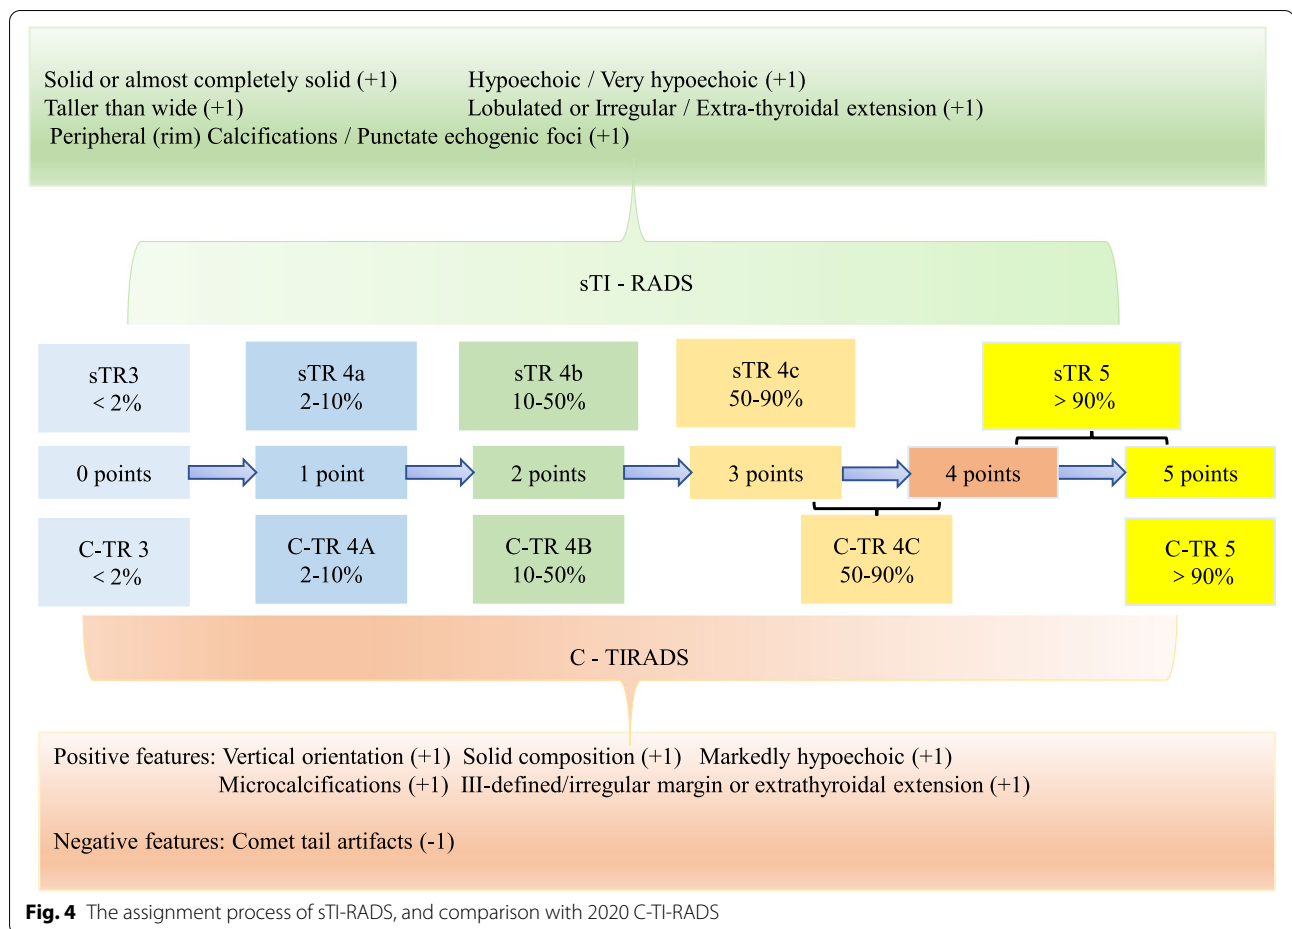 Solid or almost completely solid (+1) Hypoechoic / Very hypoechoic (+1)
Taller than wide (+1) Lobulated or Irregular / Extra-thyroidal extension (+1)
Peripheral (rim) Calcifications / Punctate echogenic foci (+1)
sTI - RADS
sTR3
< 2%
sTR 4a
2-10%
sTR 4b
10-50%
sTR 4c
50-90%
sTR 5
> 90%
0 points
1 point
2 points
3 points
4 points
5 points
C-TR 3
< 2%
C-TR 4A
2-10%
C-TR 4B
10-50%
C-TR 4C
50-90%
C-TR 5
> 90%
C - TIRADS
Positive features: Vertical orientation (+1) Solid composition (+1) Markedly hypoechoic (+1)
Microcalcifications (+1) III-defined/irregular margin or extrathyroidal extension (+1)
Negative features: Comet tail artifacts (-1)
Fig. 4 The assignment process of sTI-RADS, and comparison with 2020 C-TI-RADS